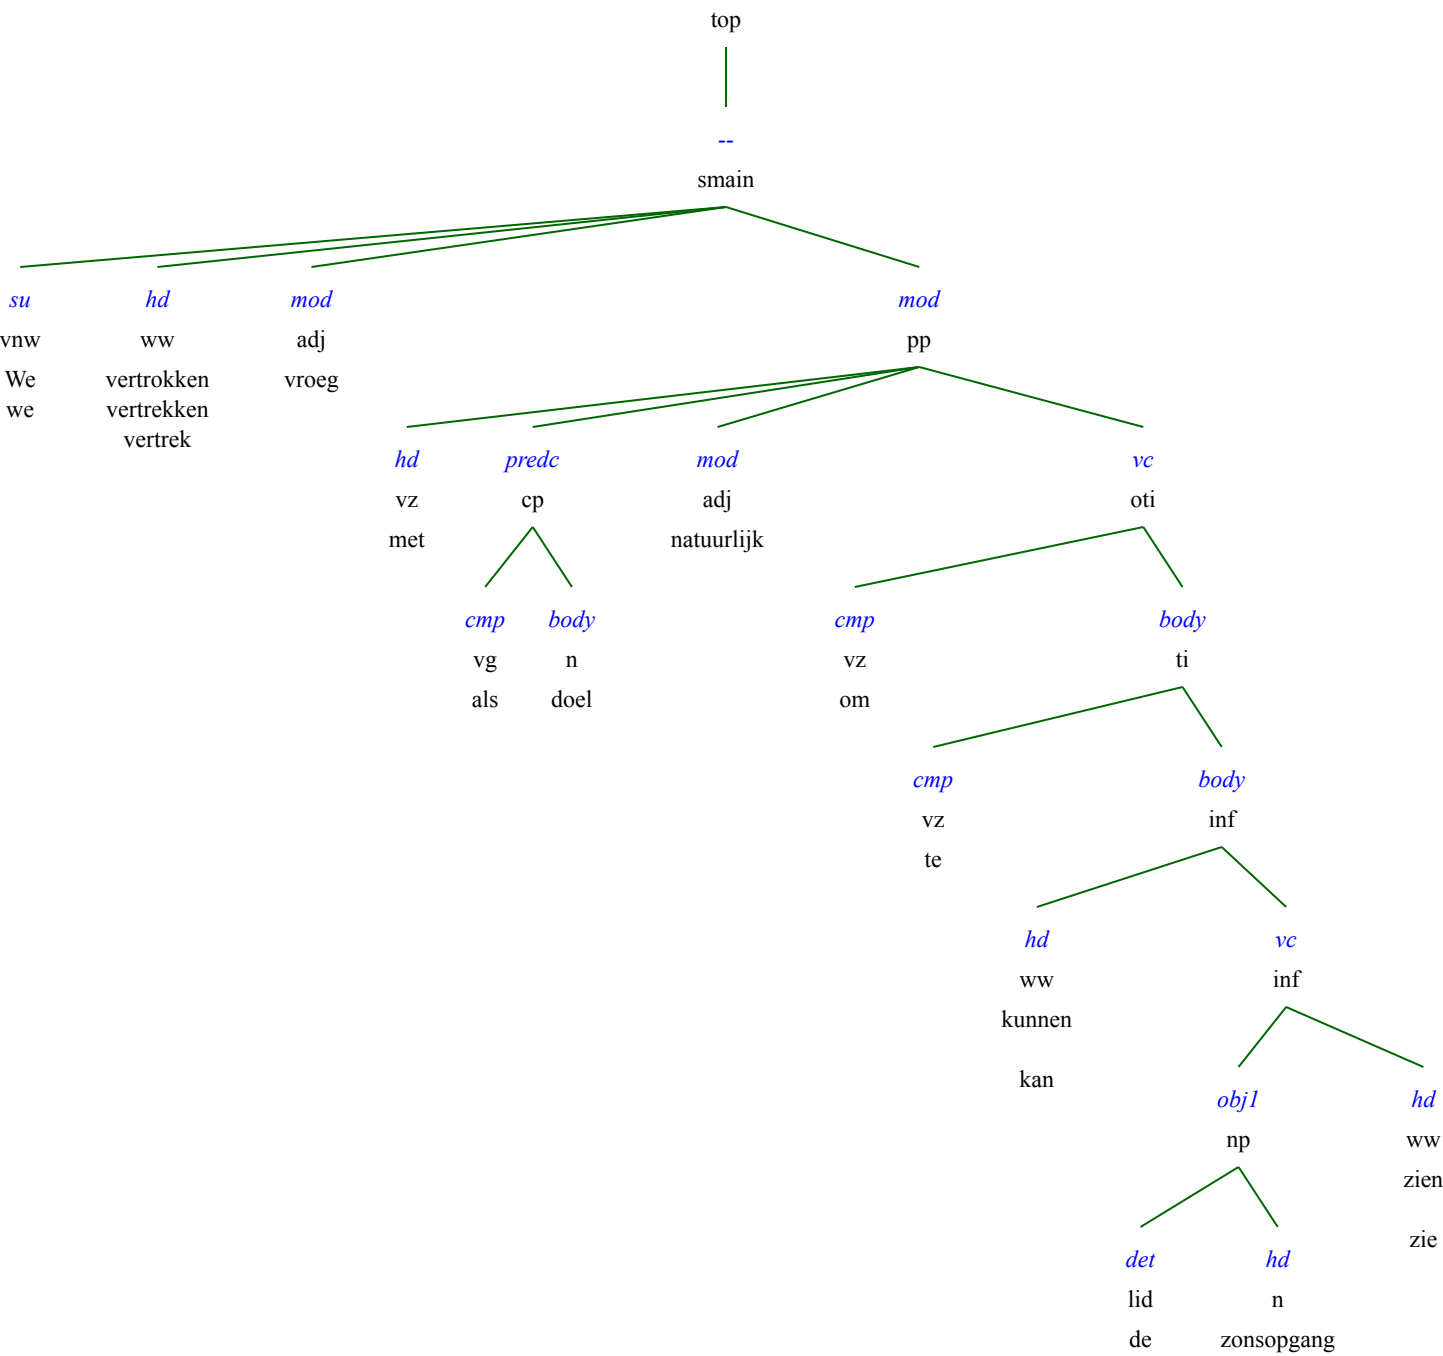 top
--
smain
su hd mod mod
vnw ww adj pp
We vertrokken vroeg
we vertrekken
vertrek
hd predc mod vc
vz cp adj oti
met natuurlijk
cmp body cmp body
vg n vz ti
als doel om
cmp body
vz inf
te
hd vc
ww inf
kunnen
kan
obj1 hd
np ww
zien
zie
det hd
lid n
de zonsopgang